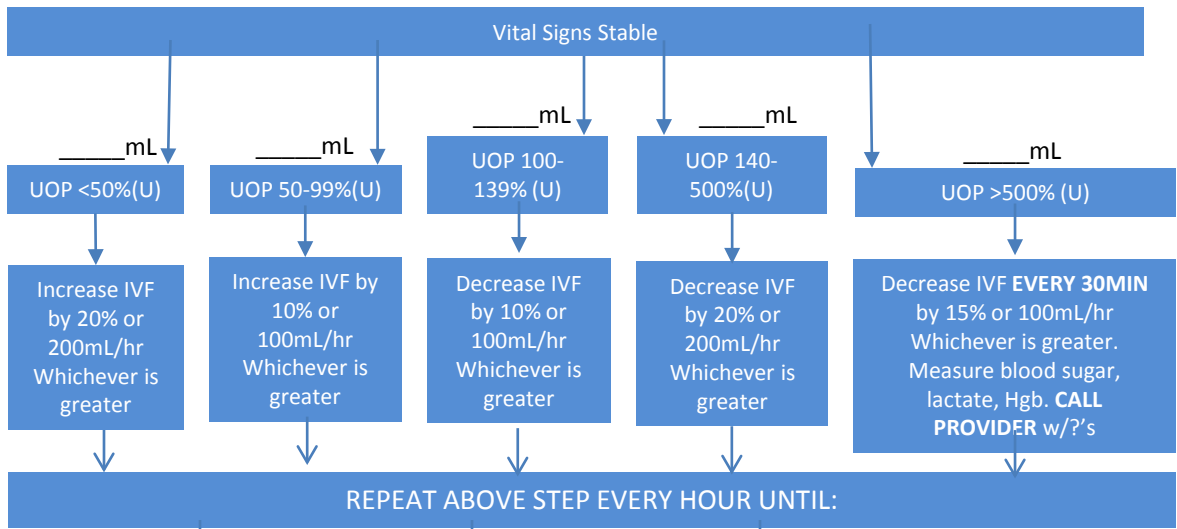 Vital Signs Stable
_____mL
UOP <50%(U)
Increase IVF
by 20% or
200mL/hr
Whichever is
greater
_____mL
UOP 50-99%(U)
Increase IVF by
10% or
100mL/hr
Whichever is
greater
_____mL
UOP 100-
139% (U)
Decrease IVF
by 10% or
100mL/hr
Whichever is
greater
_____mL
UOP 140-
500%(U)
Decrease IVF
by 20% or
200mL/hr
Whichever is
greater
_____mL
UOP >500% (U)
Decrease IVF EVERY 30MIN
by 15% or 100mL/hr
Whichever is greater.
Measure blood sugar,
lactate, Hgb. CALL
PROVIDER w/?'s
REPEAT ABOVE STEP EVERY HOUR UNTIL: